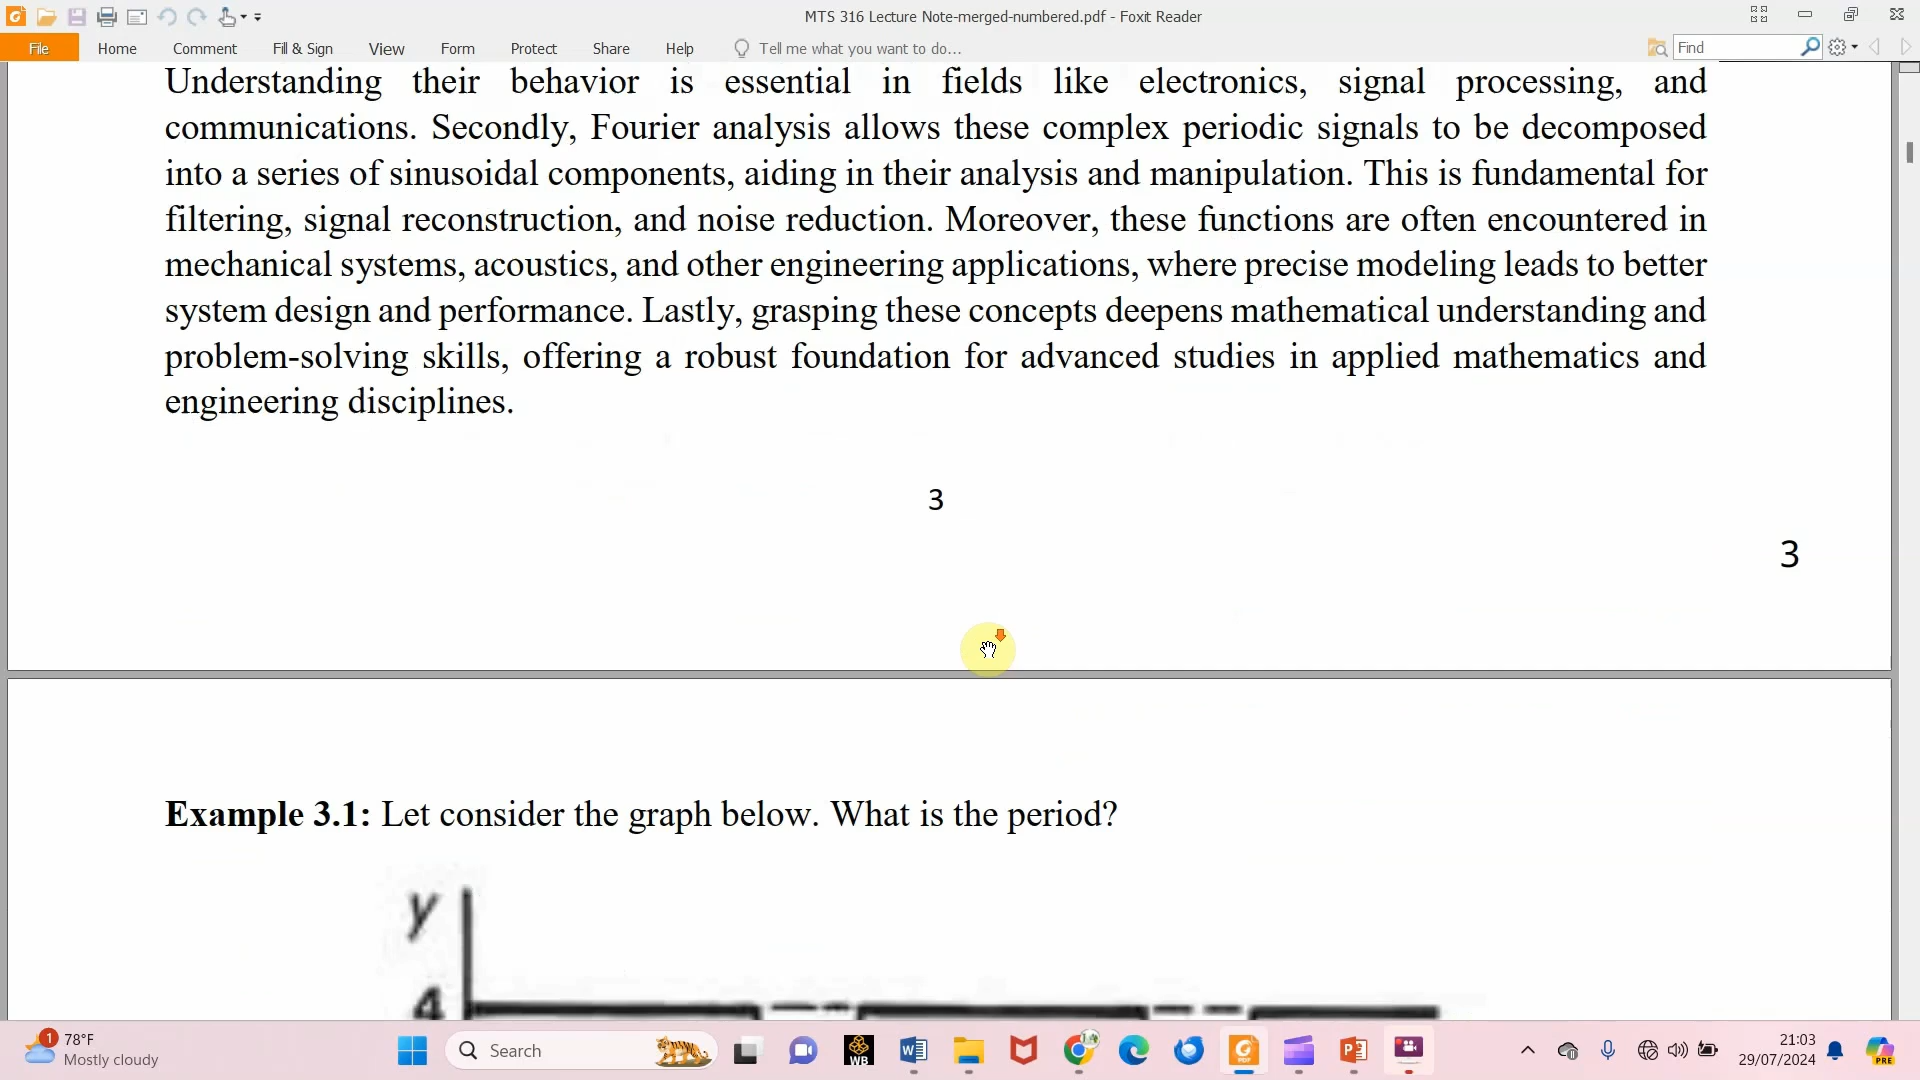 MTS 316 Lecture Note-merged-numbered.pdf - Foxit Reader
File Home Comment Fill & Sign View Form Protect Share Help Tell me what you want to do... Find
Understanding their behavior is essential in fields like electronics, signal processing, and
communications. Secondly, Fourier analysis allows these complex periodic signals to be decomposed
into a series of sinusoidal components, aiding in their analysis and manipulation. This is fundamental for
filtering, signal reconstruction, and noise reduction. Moreover, these functions are often encountered in
mechanical systems, acoustics, and other engineering applications, where precise modeling leads to better
system design and performance. Lastly, grasping these concepts deepens mathematical understanding and
problem-solving skills, offering a robust foundation for advanced studies in applied mathematics and
engineering disciplines.
3
3
Example 3.1: Let consider the graph below. What is the period?
y
4
1
78°F
Mostly cloudy
Search
WB
PDF
21:03
29/07/2024
PRE